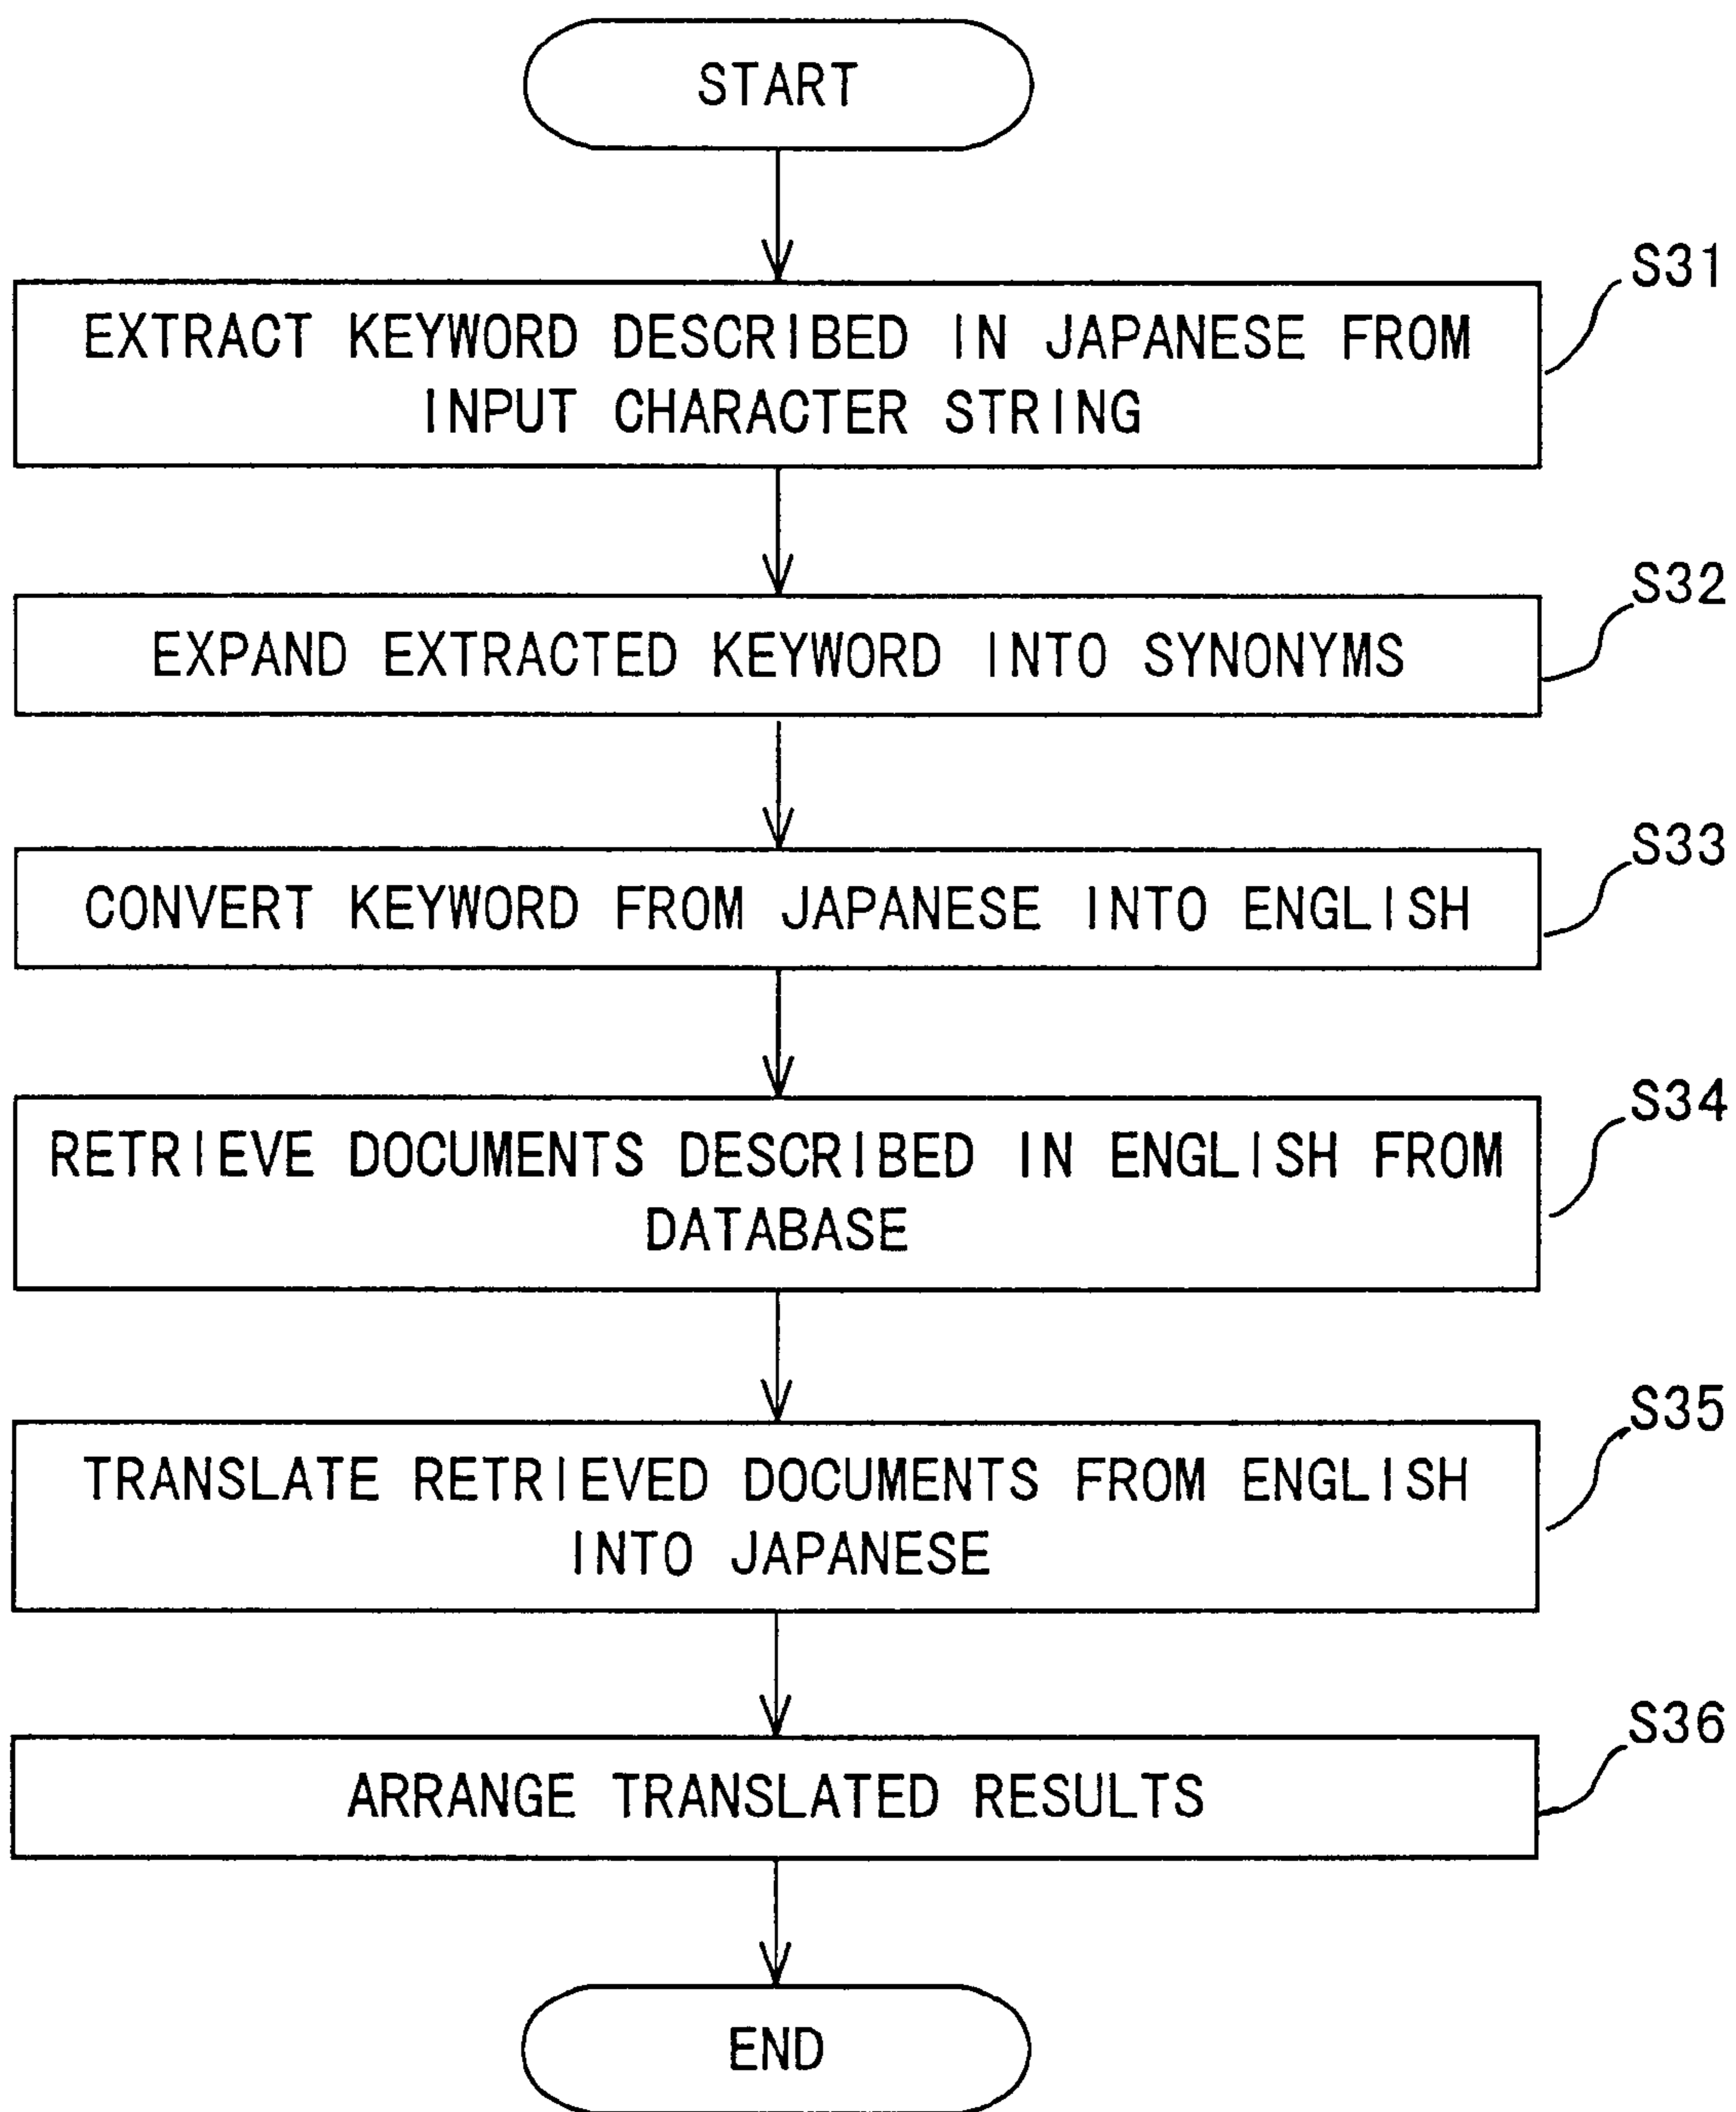 START
S31
EXTRACT KEYWORD DESCRIBED IN JAPANESE FROM
INPUT CHARACTER STRING
S32
EXPAND EXTRACTED KEYWORD INTO SYNONYMS
S33
CONVERT KEYWORD FROM JAPANESE INTO ENGLISH
S34
RETRIEVE DOCUMENTS DESCRIBED IN ENGLISH FROM
DATABASE
S35
TRANSLATE RETRIEVED DOCUMENTS FROM ENGLISH
INTO JAPANESE
S36
ARRANGE TRANSLATED RESULTS
END